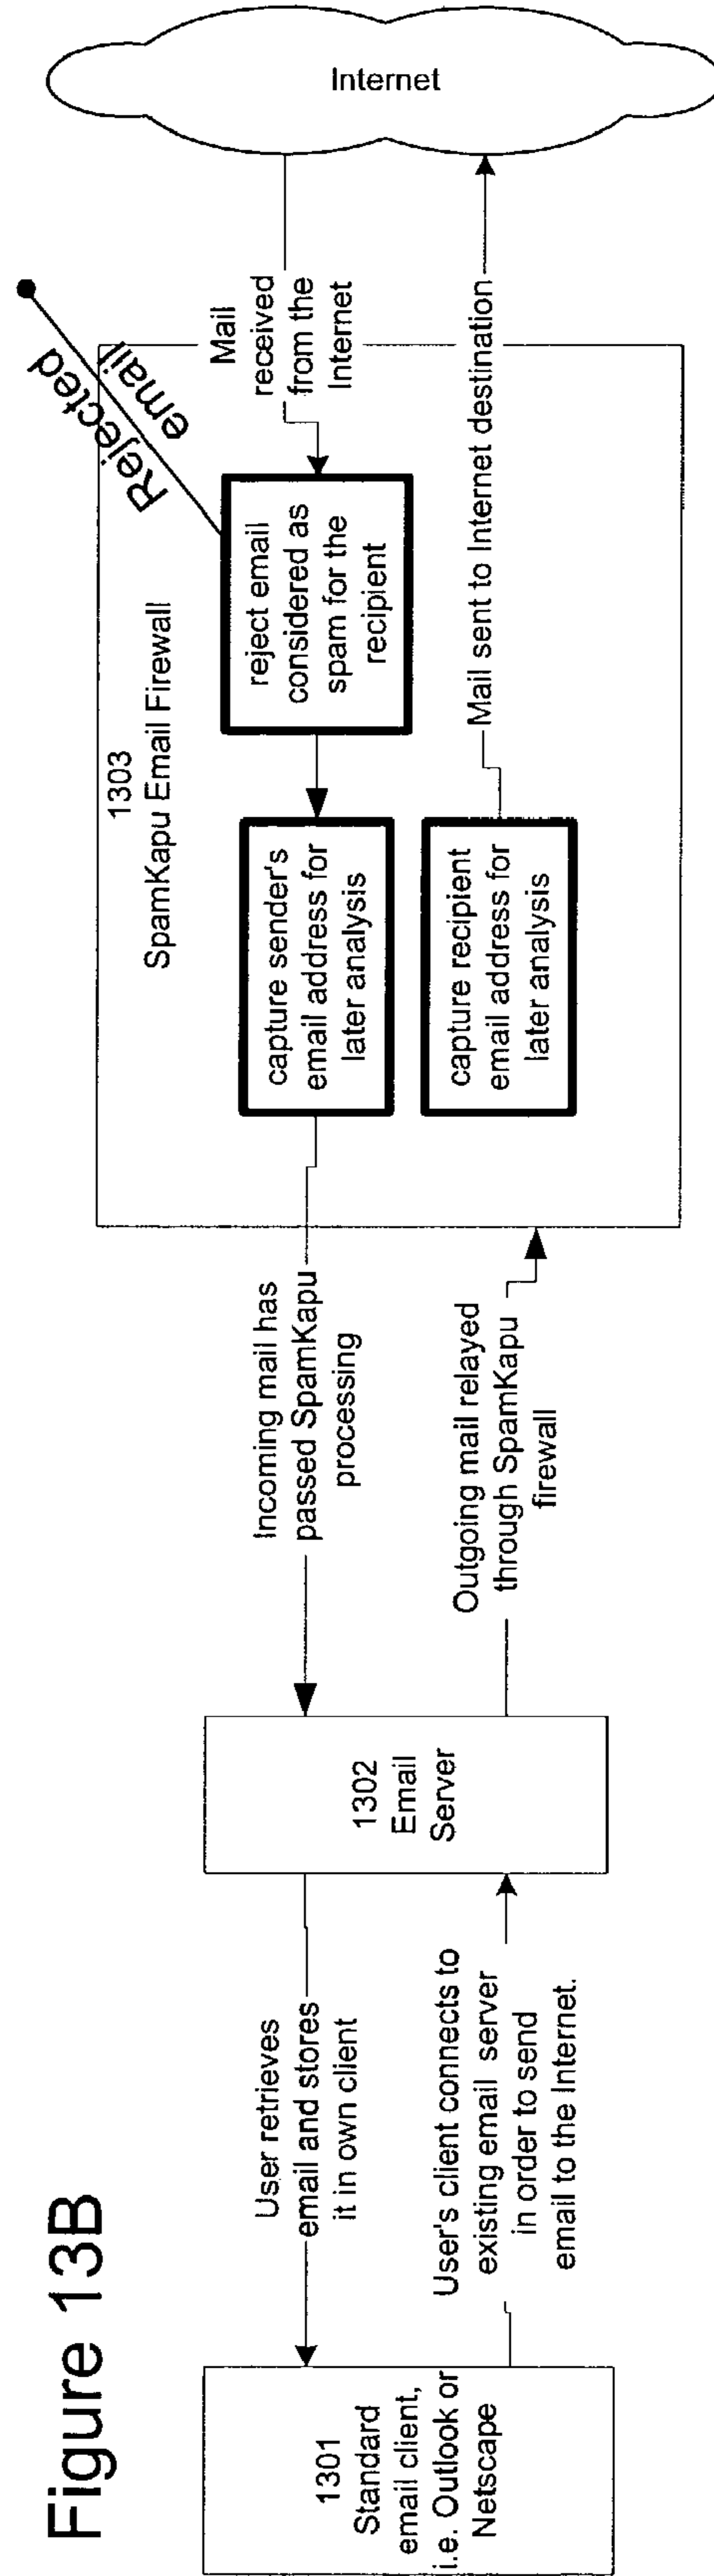 Figure 13B
1301
Standard
email client,
i.e. Outlook or
Netscape
User retrieves
email and stores
it in own client
User's client connects to
existing email server
in order to send
email to the Internet.
1302
Email
Server
Incoming mail has
passed SpamKapu
processing
Outgoing mail relayed
through SpamKapu
firewall
1303
SpamKapu Email Firewall
capture sender's
email address for
later analysis
capture recipient
email address for
later analysis
reject email
considered as
spam for the
recipient
Rejected
email
Mail
received
from the
Internet
Mail sent to Internet destination
Internet